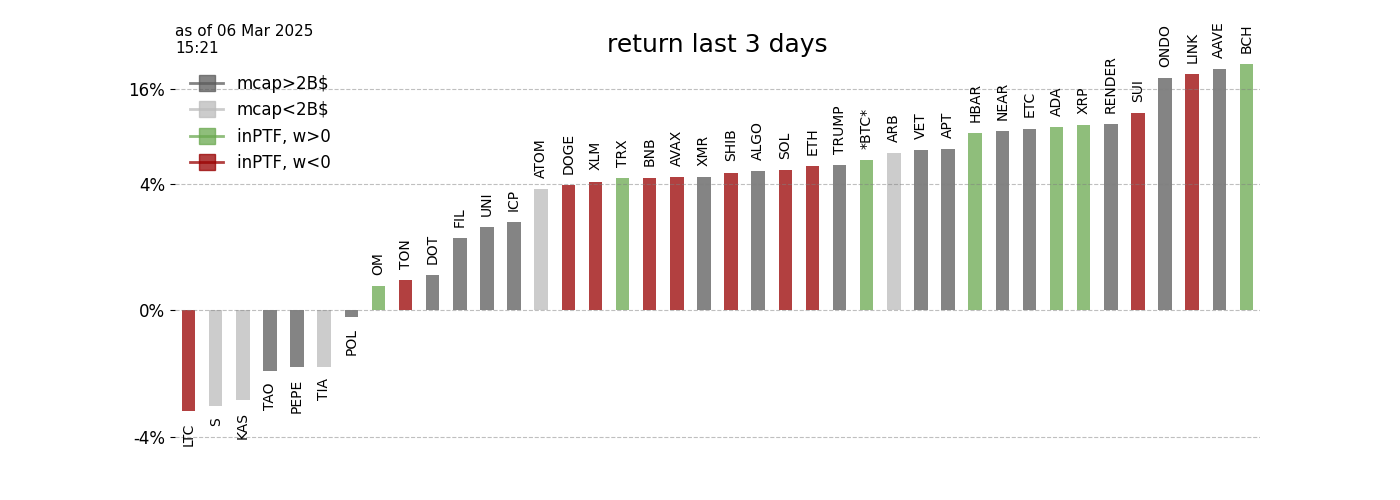 as of 06 Mar 2025
15:21
return last 3 days
mcap>2B$
mcap<2B$
inPTF, w>0
inPTF, w<0
16%
4%
0%
-4%
LTC
S
KAS
TAO
PEPE
TIA
POL
OM
TON
DOT
FIL
UNI
ICP
ATOM
DOGE
XLM
TRX
BNB
AVAX
XMR
SHIB
ALGO
SOL
ETH
TRUMP
*BTC*
ARB
VET
APT
HBAR
NEAR
ETC
ADA
XRP
RENDER
SUI
ONDO
LINK
AAVE
BCH